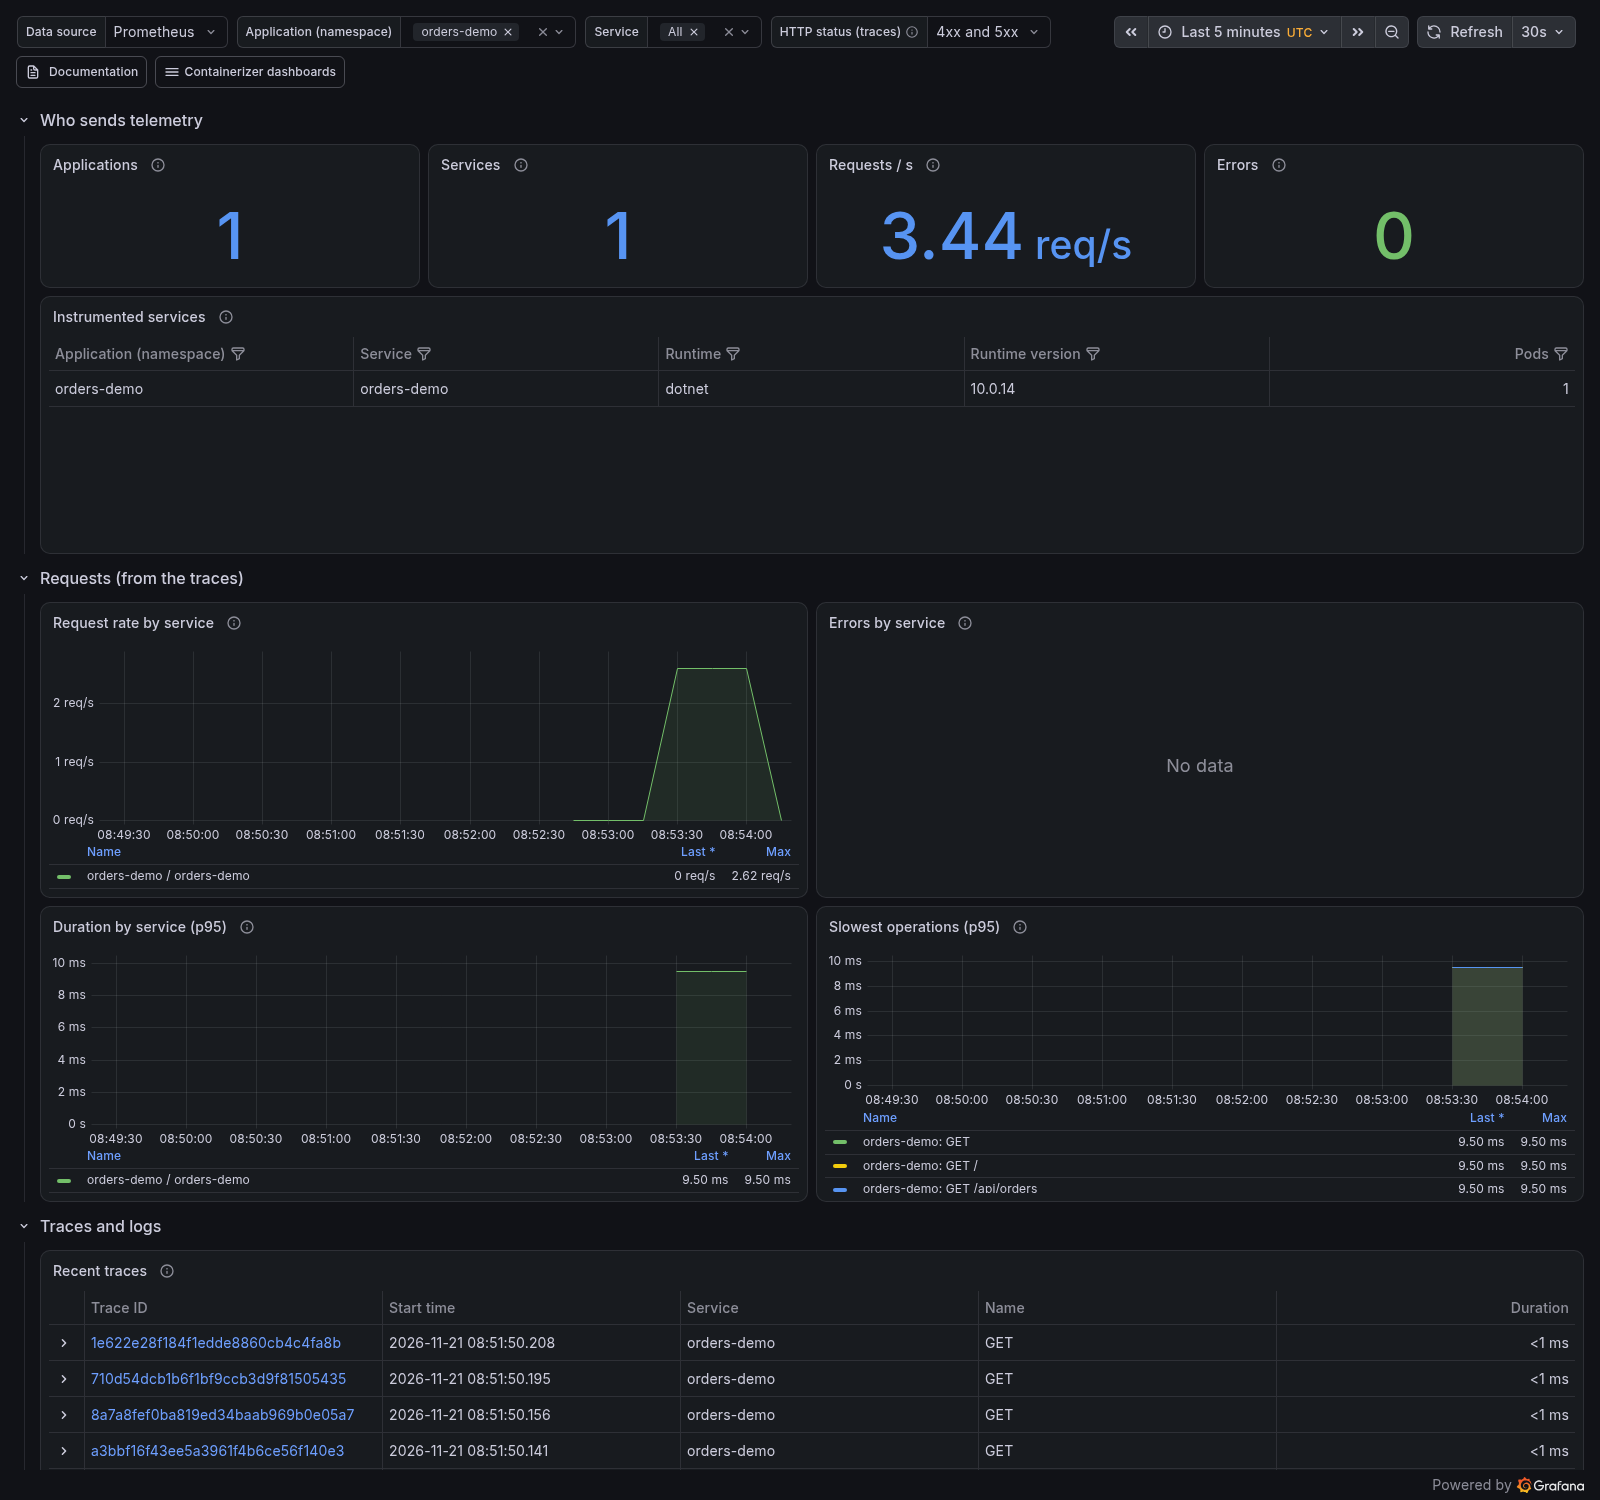 Data source Prometheus Application (namespace) orders-demo Service All HTTP status (traces) 4xx and 5xx Last 5 minutes UTC Refresh 30s
Documentation Containerizer dashboards
Who sends telemetry
Applications Services Requests / s Errors
1 1 3.44 req/s 0
Instrumented services
Application (namespace) Service Runtime Runtime version Pods
orders-demo orders-demo dotnet 10.0.14 1
Requests (from the traces)
Request rate by service
2 req/s
1 req/s
0 req/s
08:49:30 08:50:00 08:50:30 08:51:00 08:51:30 08:52:00 08:52:30 08:53:00 08:53:30 08:54:00
Name Last * Max
orders-demo / orders-demo 0 req/s 2.62 req/s
Errors by service
No data
Duration by service (p95)
10 ms
8 ms
6 ms
4 ms
2 ms
0 s
08:49:30 08:50:00 08:50:30 08:51:00 08:51:30 08:52:00 08:52:30 08:53:00 08:53:30 08:54:00
Name Last * Max
orders-demo / orders-demo 9.50 ms 9.50 ms
Slowest operations (p95)
10 ms
8 ms
6 ms
4 ms
2 ms
0 s
08:49:30 08:50:00 08:50:30 08:51:00 08:51:30 08:52:00 08:52:30 08:53:00 08:53:30 08:54:00
Name Last * Max
orders-demo: GET 9.50 ms 9.50 ms
orders-demo: GET / 9.50 ms 9.50 ms
orders-demo: GET /api/orders 9.50 ms 9.50 ms
Traces and logs
Recent traces
Trace ID Start time Service Name Duration
1e622e28f184f1edde8860cb4c4fa8b 2026-11-21 08:51:50.208 orders-demo GET <1 ms
710d54dcb1b6f1bf9ccb3d9f81505435 2026-11-21 08:51:50.195 orders-demo GET <1 ms
8a7a8fef0ba819ed34baab969b0e05a7 2026-11-21 08:51:50.156 orders-demo GET <1 ms
a3bbf16f43ee5a3961f4b6ce56f140e3 2026-11-21 08:51:50.141 orders-demo GET <1 ms
Powered by Grafana